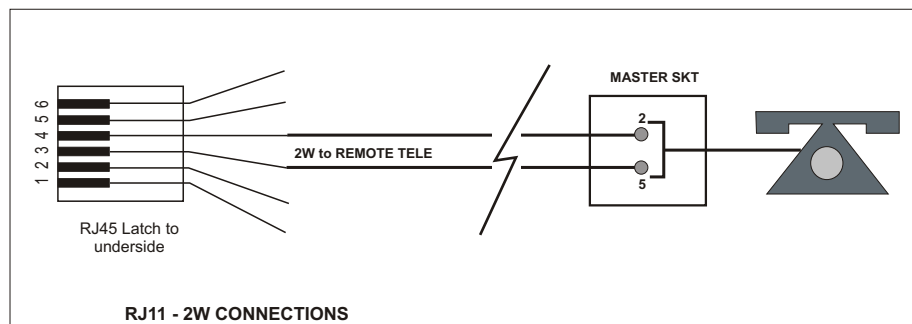 6
5
4
3
2
1
RJ45 Latch to
underside
2W to REMOTE TELE
MASTER SKT
2
5
RJ11 - 2W CONNECTIONS